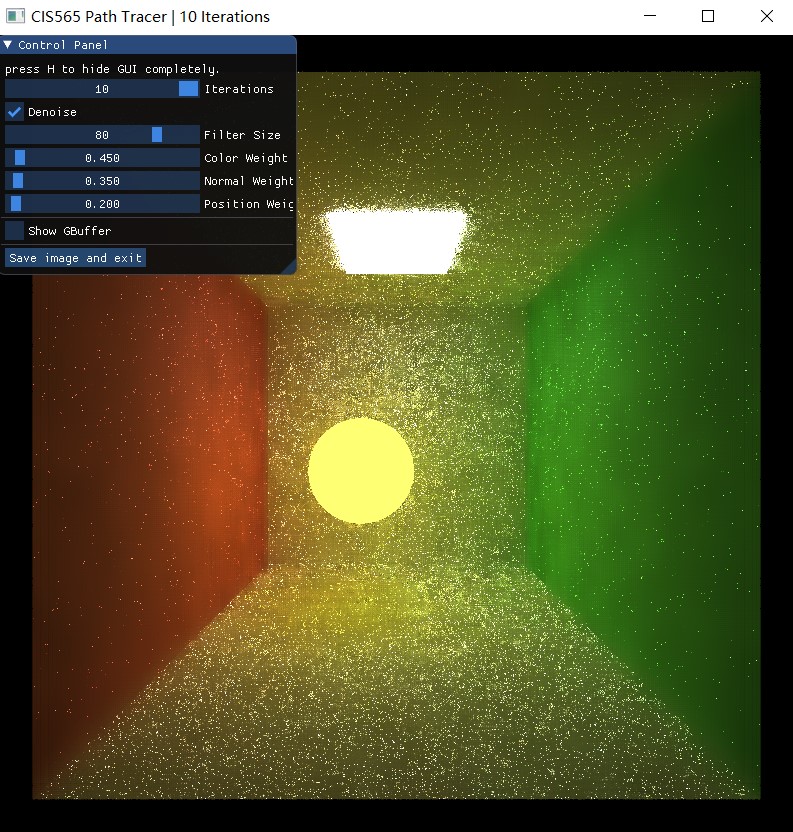 CIS565 Path Tracer | 10 Iterations
Control Panel
press H to hide GUI completely.
10 Iterations
Denoise
80 Filter Size
0.450 Color Weight
0.350 Normal Weight
0.200 Position Weig
Show GBuffer
Save image and exit